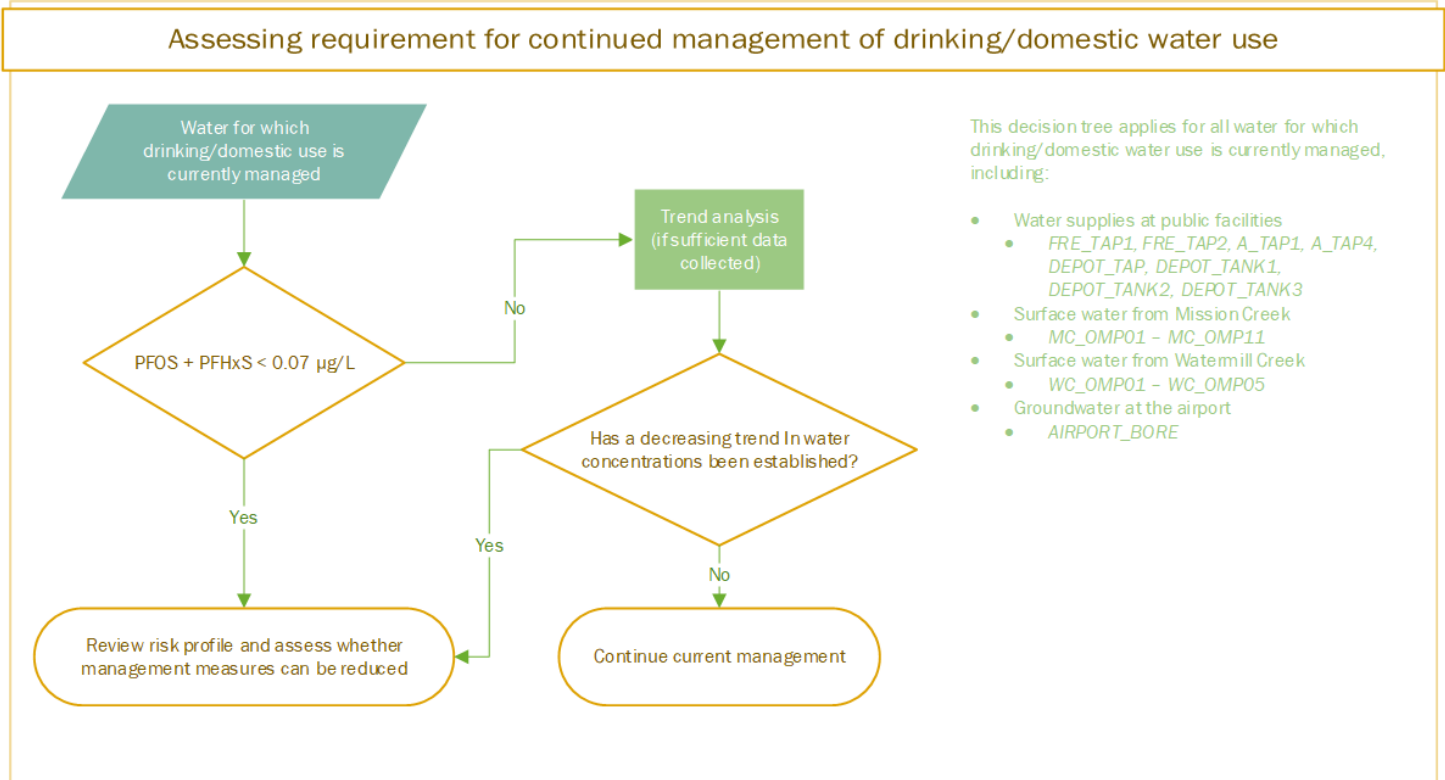 Assessing requirement for continued management of drinking/domestic water use
Water for which
drinking/domestic use is
currently managed
PFOS + PFHxS < 0.07 µg/L
No
Yes
Trend analysis
(if sufficient data
collected)
Has a decreasing trend In water
concentrations been established?
Yes
No
Review risk profile and assess whether
management measures can be reduced
Continue current management
This decision tree applies for all water for which
drinking/domestic water use is currently managed,
including:
• Water supplies at public facilities
• FRE_TAP1, FRE_TAP2, A_TAP1, A_TAP4,
DEPOT_TAP, DEPOT_TANK1,
DEPOT_TANK2, DEPOT_TANK3
• Surface water from Mission Creek
• MC_OMP01 – MC_OMP11
• Surface water from Watermill Creek
• WC_OMP01 – WC_OMP05
• Groundwater at the airport
• AIRPORT_BORE